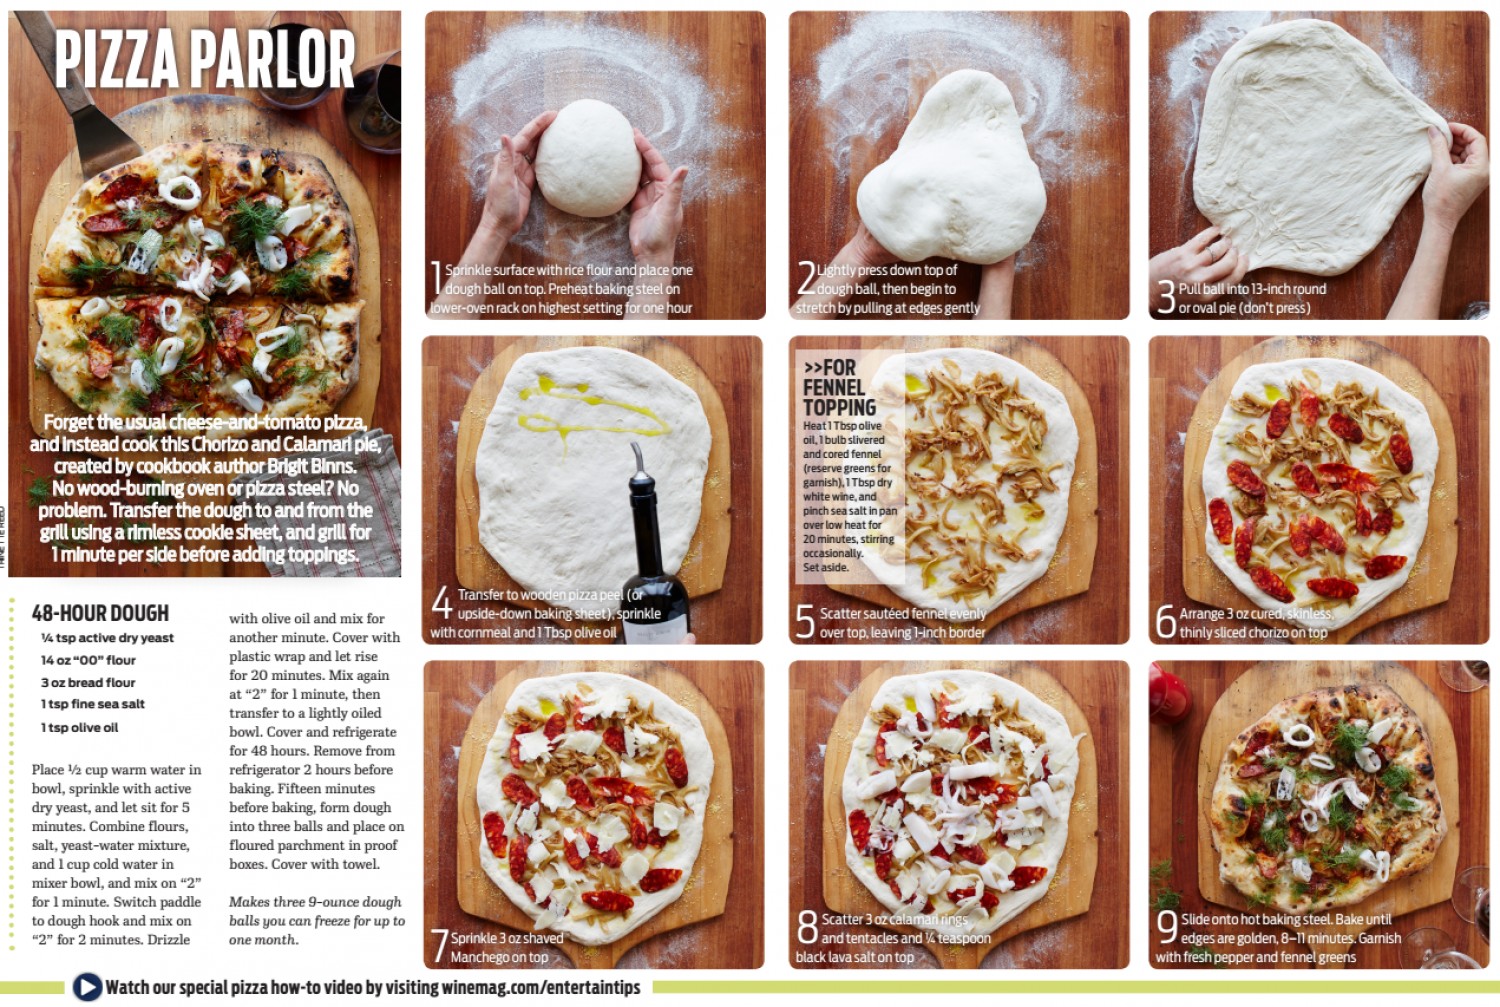 PIZZA PARLOR
Forget the usual cheese-and-tomato pizza,
and instead cook this Chorizo and Calamari pie,
created by cookbook author Brigit Binns.
No wood-burning oven or pizza steel? No
problem. Transfer the dough to and from the
grill using a rimless cookie sheet, and grill for
1 minute per side before adding toppings.
48-HOUR DOUGH
¼ tsp active dry yeast
14 oz “00” flour
3 oz bread flour
1 tsp fine sea salt
1 tsp olive oil
Place ½ cup warm water in
bowl, sprinkle with active
dry yeast, and let sit for 5
minutes. Combine flours,
salt, yeast-water mixture,
and 1 cup cold water in
mixer bowl, and mix on “2”
for 1 minute. Switch paddle
to dough hook and mix on
“2” for 2 minutes. Drizzle
with olive oil and mix for
another minute. Cover with
plastic wrap and let rise
for 20 minutes. Mix again
at “2” for 1 minute, then
transfer to a lightly oiled
bowl. Cover and refrigerate
for 48 hours. Remove from
refrigerator 2 hours before
baking. Fifteen minutes
before baking, form dough
into three balls and place on
floured parchment in proof
boxes. Cover with towel.
Makes three 9-ounce dough
balls you can freeze for up to
one month.
1 Sprinkle surface with rice flour and place one
dough ball on top. Preheat baking steel on
lower-oven rack on highest setting for one hour
2 Lightly press down top of
dough ball, then begin to
stretch by pulling at edges gently
3 Pull ball into 13-inch round
or oval pie (don’t press)
4 Transfer to wooden pizza peel (or
upside-down baking sheet), sprinkle
with cornmeal and 1 Tbsp olive oil
>>FOR
FENNEL
TOPPING
Heat 1 Tbsp olive
oil, 1 bulb slivered
and cored fennel
(reserve greens for
garnish), 1 Tbsp dry
white wine, and
pinch sea salt in pan
over low heat for
20 minutes, stirring
occasionally.
Set aside.
5 Scatter sautéed fennel evenly
over top, leaving 1-inch border
6 Arrange 3 oz cured, skinless,
thinly sliced chorizo on top
7 Sprinkle 3 oz shaved
Manchego on top
8 Scatter 3 oz calamari rings
and tentacles and ¼ teaspoon
black lava salt on top
9 Slide onto hot baking steel. Bake until
edges are golden, 8–11 minutes. Garnish
with fresh pepper and fennel greens
Watch our special pizza how-to video by visiting winemag.com/entertaintips